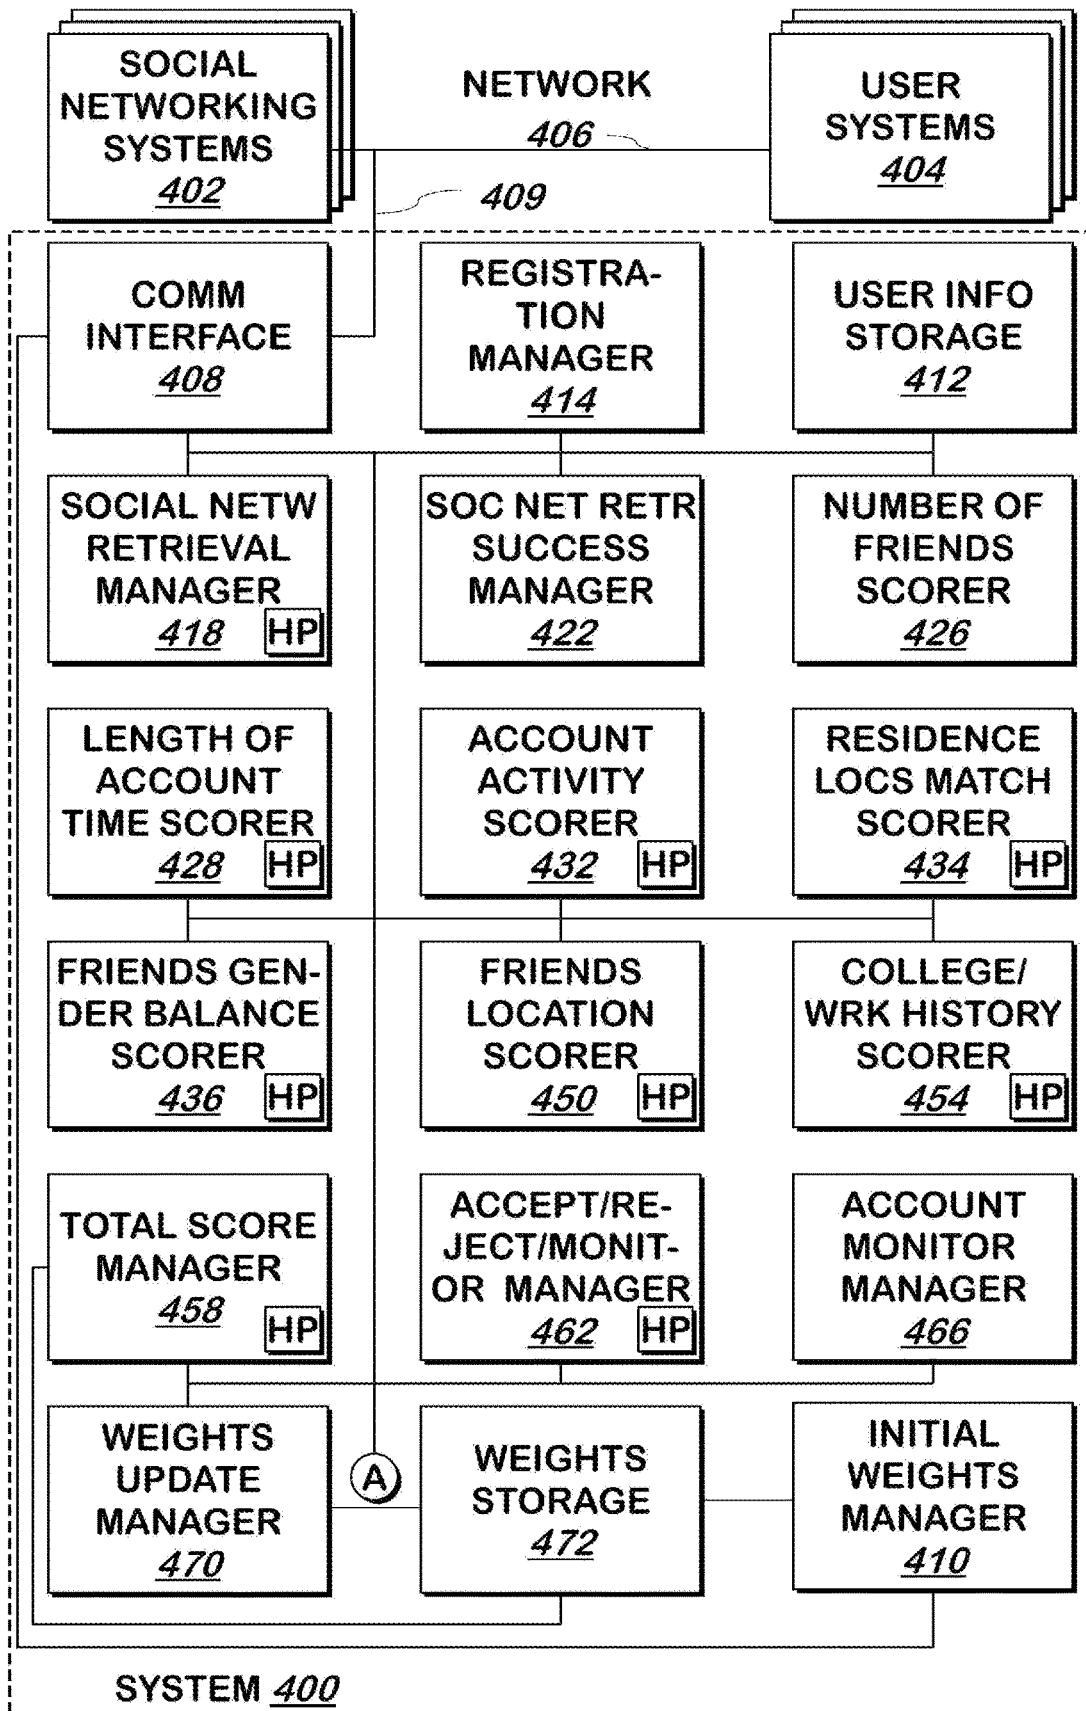 SOCIAL
NETWORKING
SYSTEMS
402
NETWORK
406
USER
SYSTEMS
404
409
COMM
INTERFACE
408
REGISTRA-
TION
MANAGER
414
USER INFO
STORAGE
412
SOCIAL NETW
RETRIEVAL
MANAGER
418
HP
SOC NET RETR
SUCCESS
MANAGER
422
NUMBER OF
FRIENDS
SCORER
426
LENGTH OF
ACCOUNT
TIME SCORER
428
HP
ACCOUNT
ACTIVITY
SCORER
432
HP
RESIDENCE
LOCS MATCH
SCORER
434
HP
FRIENDS GEN-
DER BALANCE
SCORER
436
HP
FRIENDS
LOCATION
SCORER
450
HP
COLLEGE/
WRK HISTORY
SCORER
454
HP
TOTAL SCORE
MANAGER
458
HP
ACCEPT/RE-
JECT/MONIT-
OR MANAGER
462
HP
ACCOUNT
MONITOR
MANAGER
466
WEIGHTS
UPDATE
MANAGER
470
A
WEIGHTS
STORAGE
472
INITIAL
WEIGHTS
MANAGER
410
SYSTEM 400